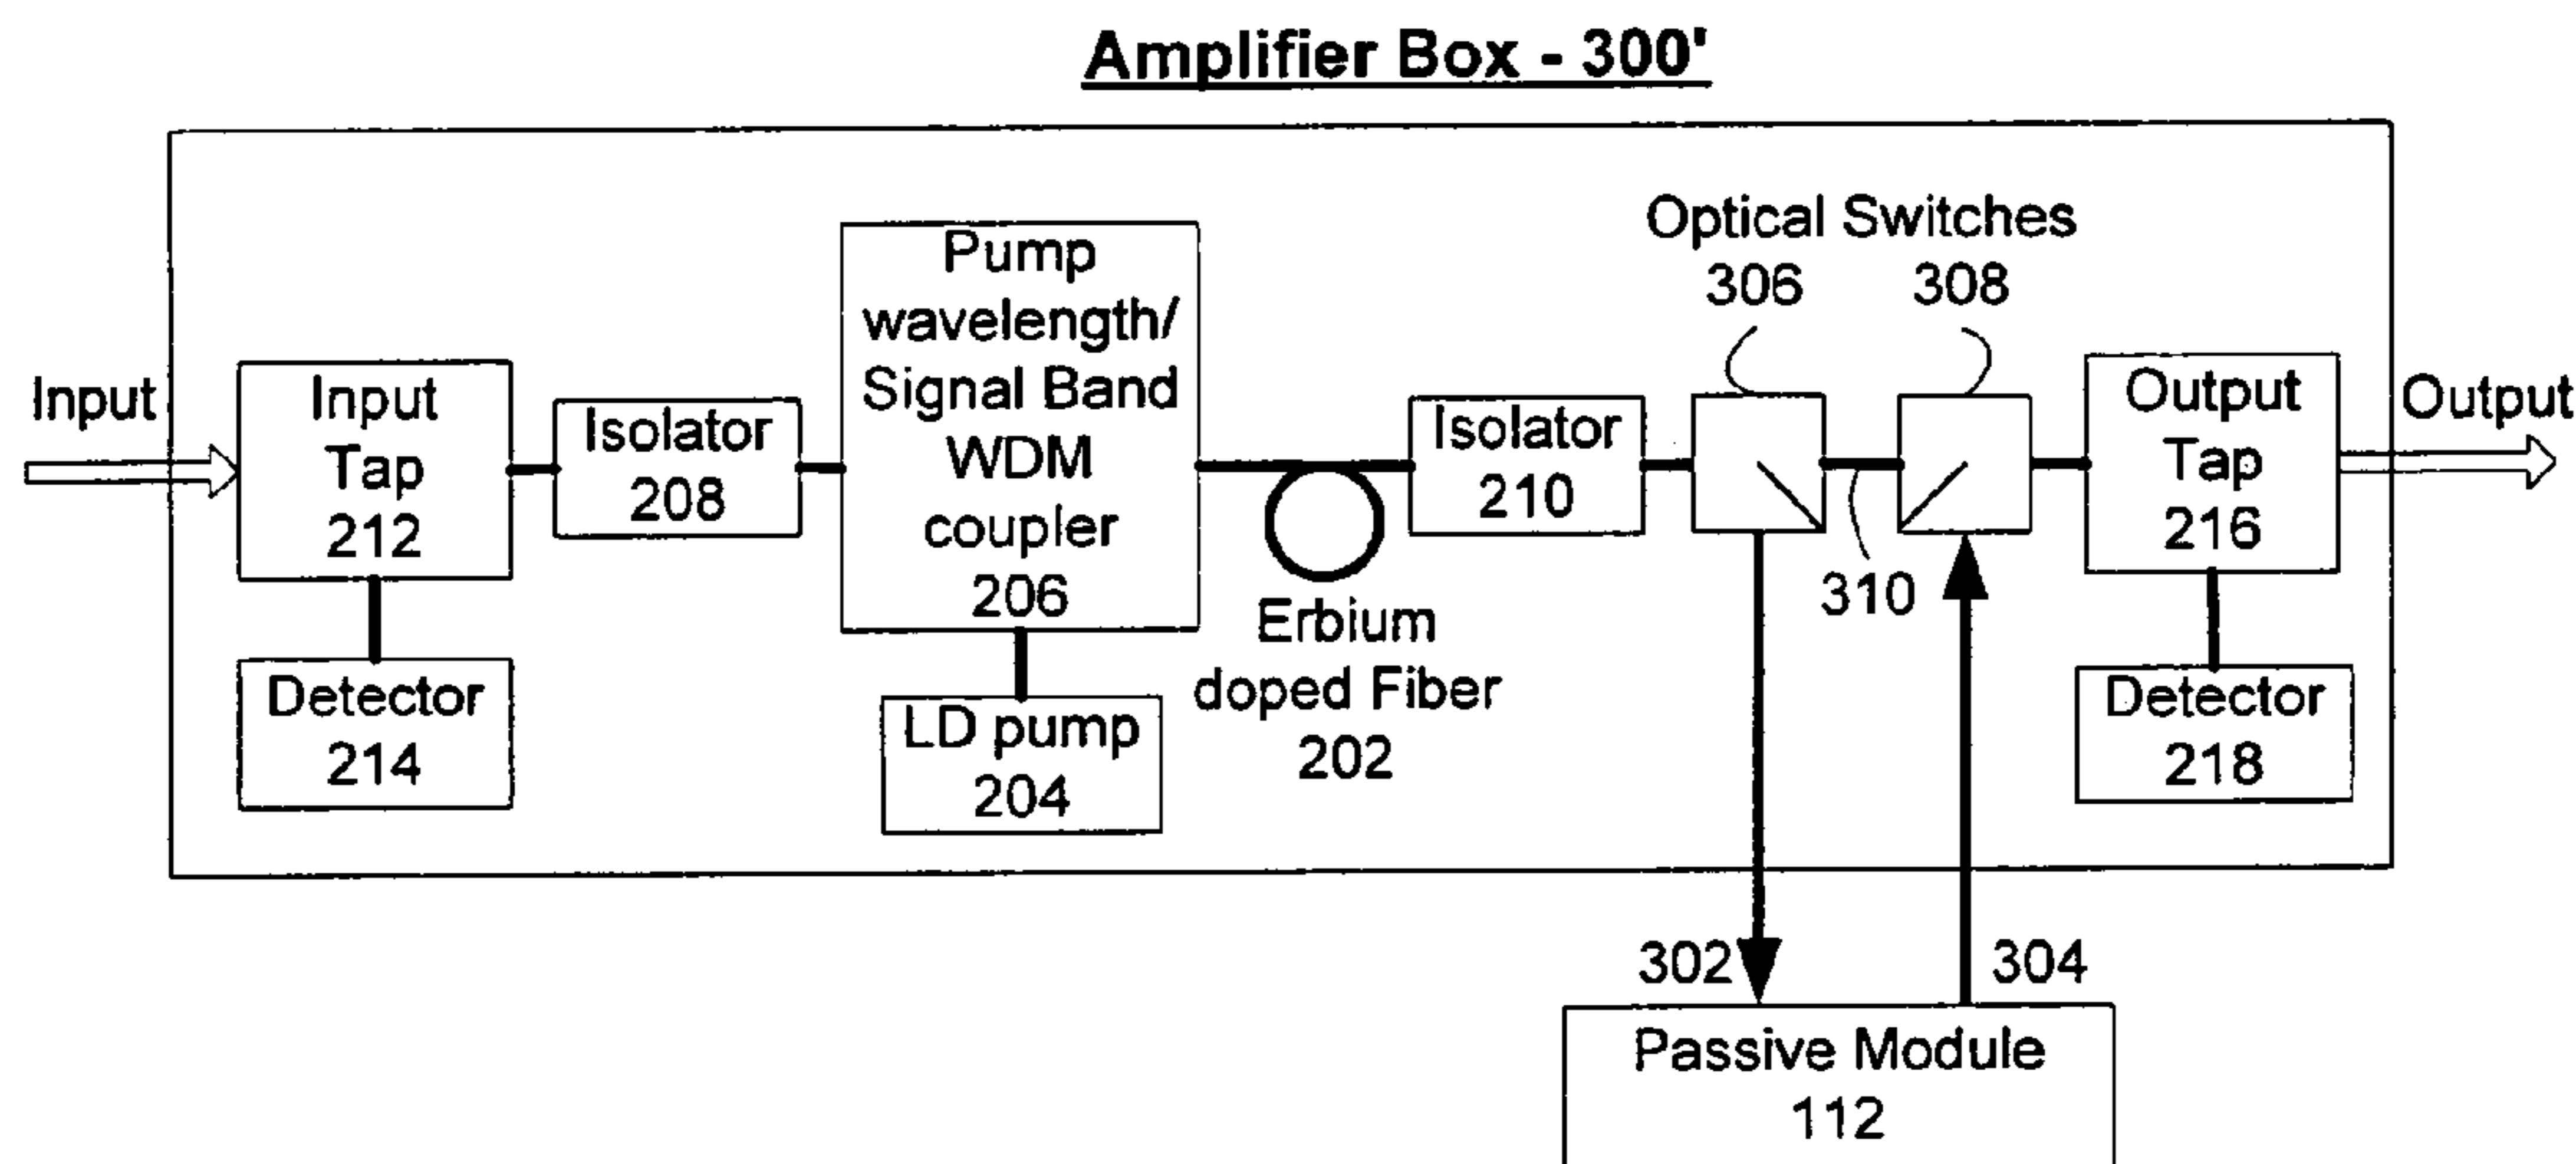 Amplifier Box - 300'
Input
Input
Tap
212
Detector
214
Isolator
208
Pump
wavelength/
Signal Band
WDM
coupler
206
LD pump
204
Erbium
doped Fiber
202
Isolator
210
Optical Switches
306 308
310
Output
Tap
216
Detector
218
Output
302
304
Passive Module
112